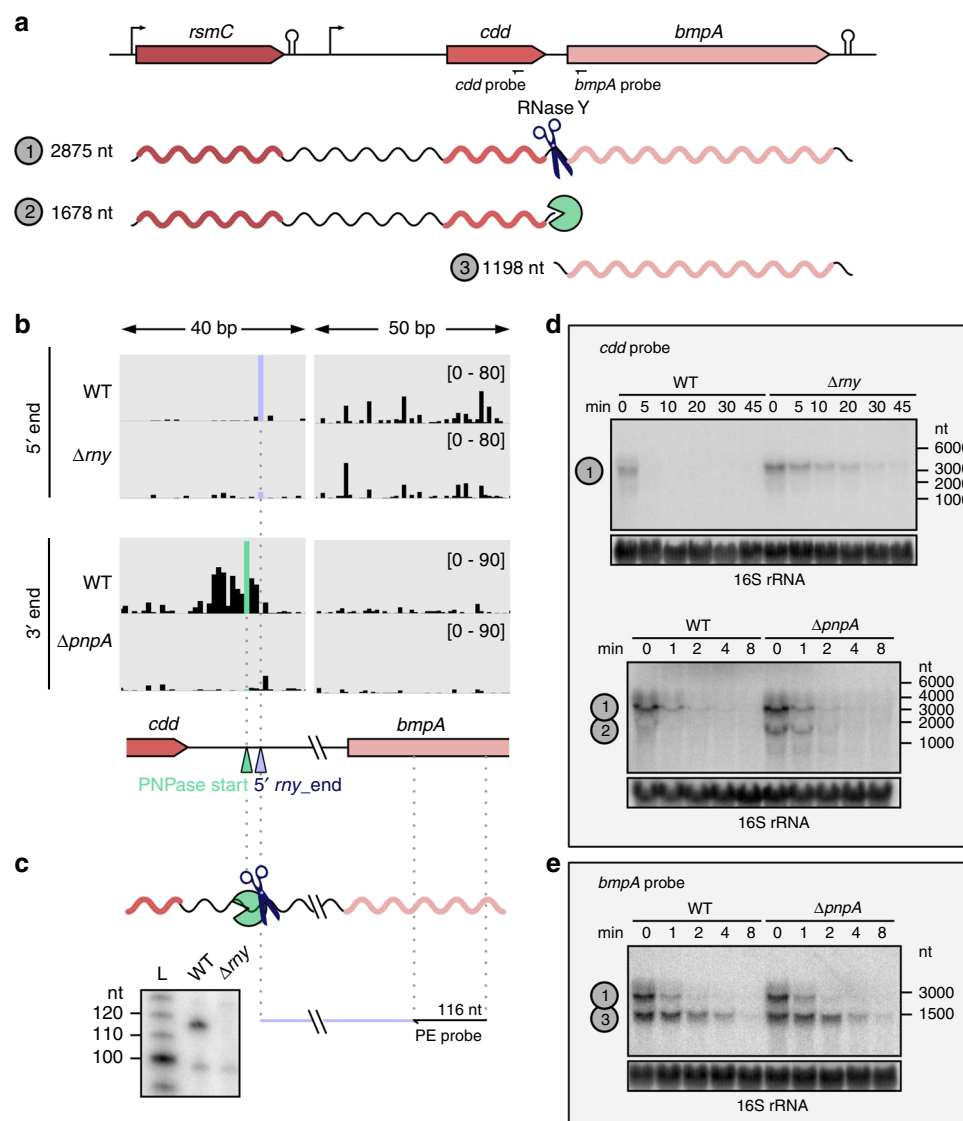 a
rsmC
cdd
bmpA
cdd probe
bmpA probe
RNase Y
1 2875 nt
2 1678 nt
3 1198 nt
b
40 bp
50 bp
5′ end
WT
[0 - 80]
Δrny
[0 - 80]
3′ end
WT
[0 - 90]
ΔpnpA
[0 - 90]
cdd
bmpA
PNPase start
5′ rny_end
c
L WT Δrny
nt
120
110
100
116 nt
PE probe
d
cdd probe
WT Δrny
min 0 5 10 20 30 45 0 5 10 20 30 45
nt
6000
1
3000
2000
1000
16S rRNA
WT ΔpnpA
min 0 1 2 4 8 0 1 2 4 8
nt
6000
4000
1
3000
2
2000
1000
16S rRNA
e
bmpA probe
WT ΔpnpA
min 0 1 2 4 8 0 1 2 4 8
nt
1
3000
3
1500
16S rRNA